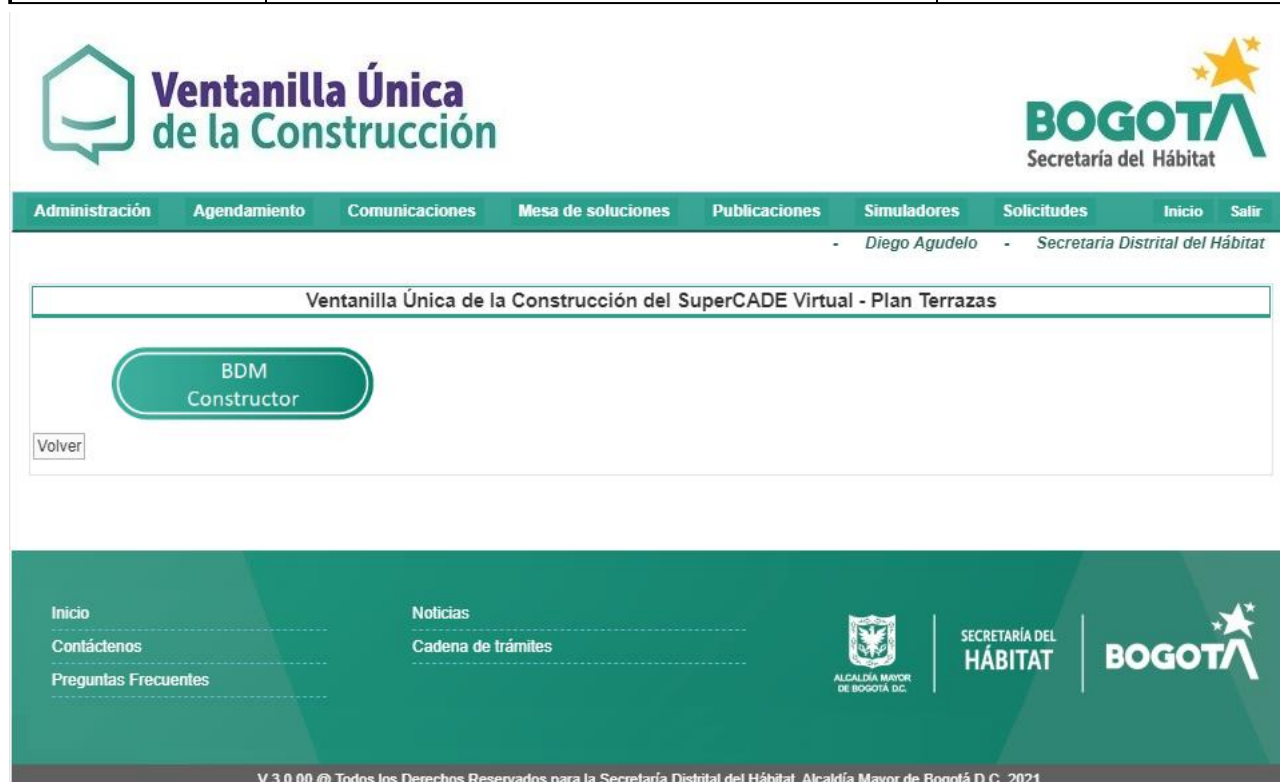 Ventanilla Única
de la Construcción
BOGOTÁ
Secretaría del Hábitat
Administración Agendamiento Comunicaciones Mesa de soluciones Publicaciones Simuladores Solicitudes Inicio Salir
- Diego Agudelo - Secretaria Distrital del Hábitat
Ventanilla Única de la Construcción del SuperCADE Virtual - Plan Terrazas
BDM
Constructor
Volver
Inicio
Contáctenos
Preguntas Frecuentes
Noticias
Cadena de trámites
ALCALDÍA MAYOR
DE BOGOTÁ D.C.
SECRETARÍA DEL
HÁBITAT
BOGOTÁ
V 3.0.00 @ Todos los Derechos Reservados para la Secretaría Distrital del Hábitat, Alcaldía Mayor de Bogotá D.C. 2021